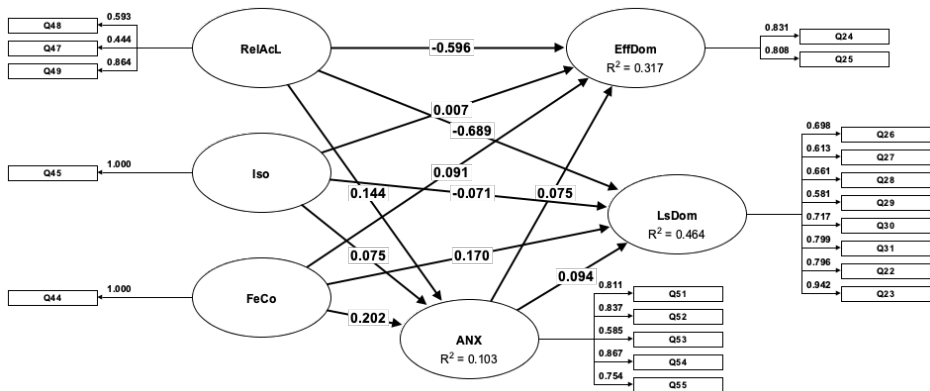 Q48
0.593
Q47
0.444
Q49
0.864
RelAcL
-0.596
EffDom
R² = 0.317
0.831
Q24
0.808
Q25
0.007
-0.689
Q45
1.000
Iso
0.144
0.091
-0.071
0.075
LsDom
R² = 0.464
0.698
Q26
0.613
Q27
0.661
Q28
0.581
Q29
0.717
Q30
0.799
Q31
0.796
Q22
0.942
Q23
0.075
0.170
0.094
Q44
1.000
FeCo
0.202
ANX
R² = 0.103
0.811
Q51
0.837
Q52
0.585
Q53
0.867
Q54
0.754
Q55